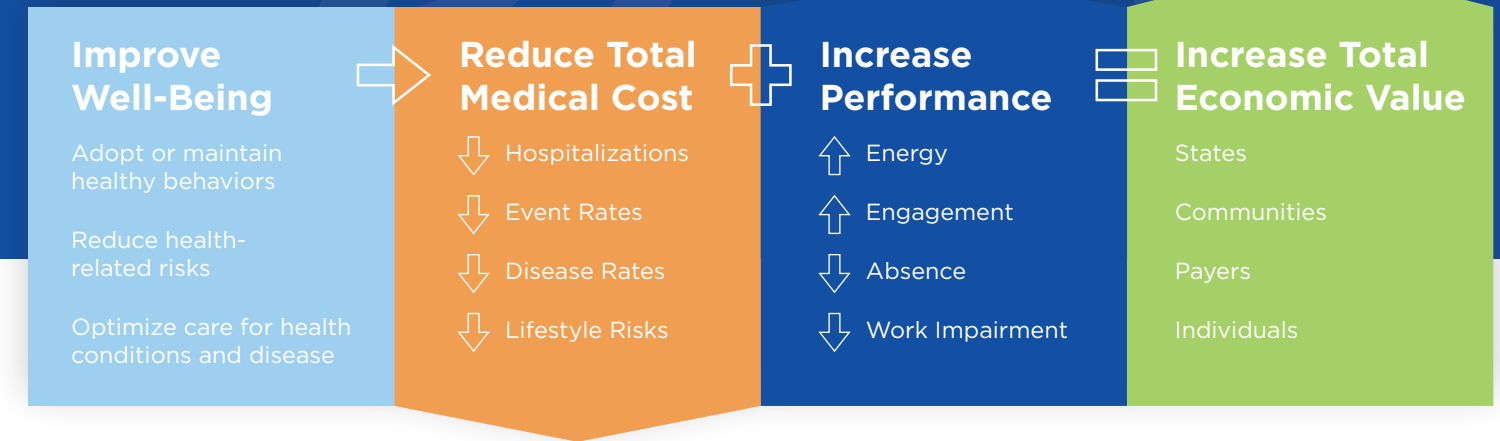 Improve
Well-Being
Adopt or maintain
healthy behaviors
Reduce health-
related risks
Optimize care for health
conditions and disease
Reduce Total
Medical Cost
Hospitalizations
Event Rates
Disease Rates
Lifestyle Risks
Increase
Performance
Energy
Engagement
Absence
Work Impairment
Increase Total
Economic Value
States
Communities
Payers
Individuals